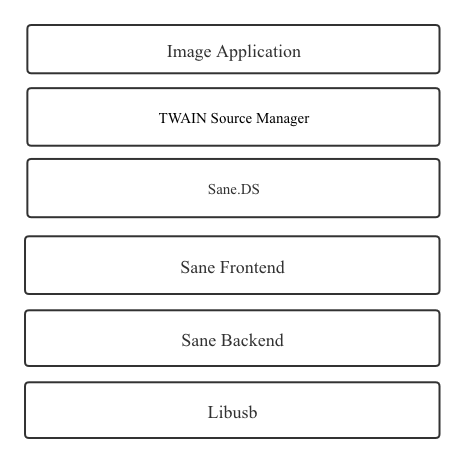 Image Application
TWAIN Source Manager
Sane.DS
Sane Frontend
Sane Backend
Libusb